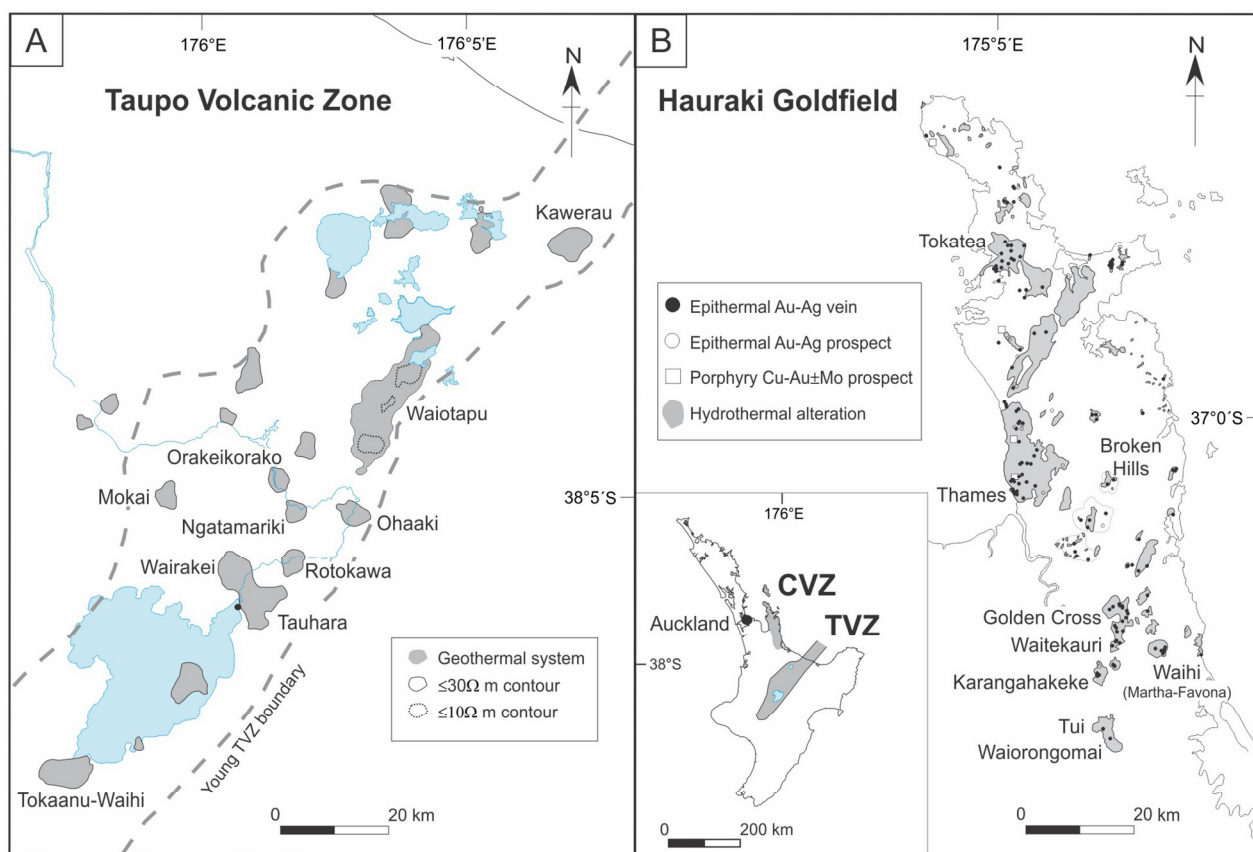 A
176°E
176°5´E
N
Taupo Volcanic Zone
Kawerau
Waiotapu
Orakeikorako
Mokai
Ngatamariki
Ohaaki
38°5´S
Wairakei
Rotokawa
Tauhara
Geothermal system
≤30Ω m contour
≤10Ω m contour
Young TVZ boundary
Tokaanu-Waihi
0 20 km
B
175°5´E
N
Hauraki Goldfield
Tokatea
Epithermal Au-Ag vein
Epithermal Au-Ag prospect
Porphyry Cu-Au±Mo prospect
Hydrothermal alteration
37°0´S
Broken
Hills
Thames
Golden Cross
Waitekauri
Karangahakeke
Waihi
(Martha-Favona)
Tui
Waiorongomai
0 20 km
176°E
CVZ
TVZ
Auckland
38°S
0 200 km